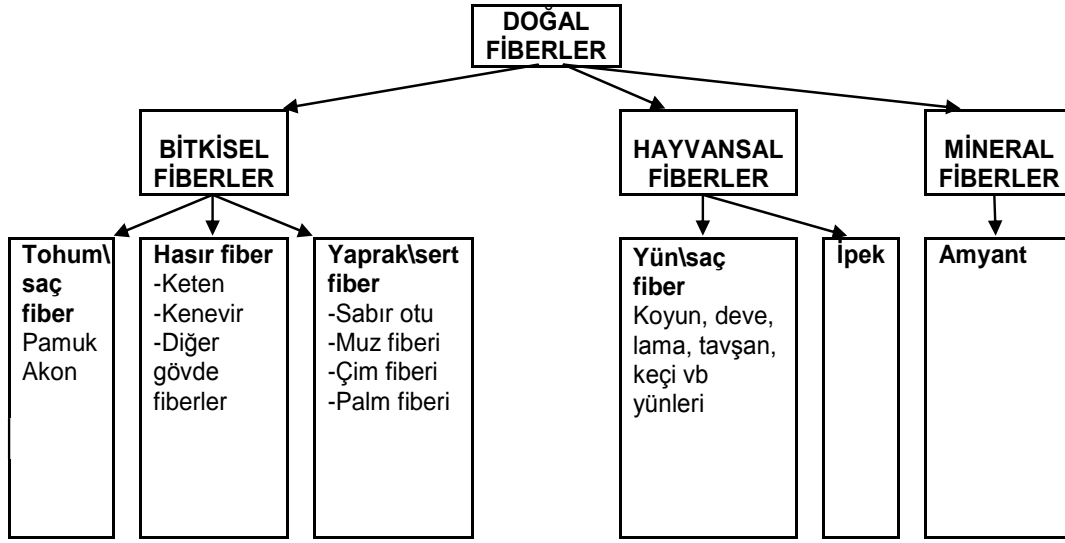 DOĞAL
FİBERLER
BİTKİSEL
FİBERLER
HAYVANSAL
FİBERLER
MİNERAL
FİBERLER
Tohum\
saç
fiber
Pamuk
Akon
Hasır fiber
-Keten
-Kenevir
-Diğer
gövde
fiberler
Yaprak\sert
fiber
-Sabır otu
-Muz fiberi
-Çim fiberi
-Palm fiberi
Yün\saç
fiber
Koyun, deve,
lama, tavşan,
keçi vb
yünleri
İpek
Amyant